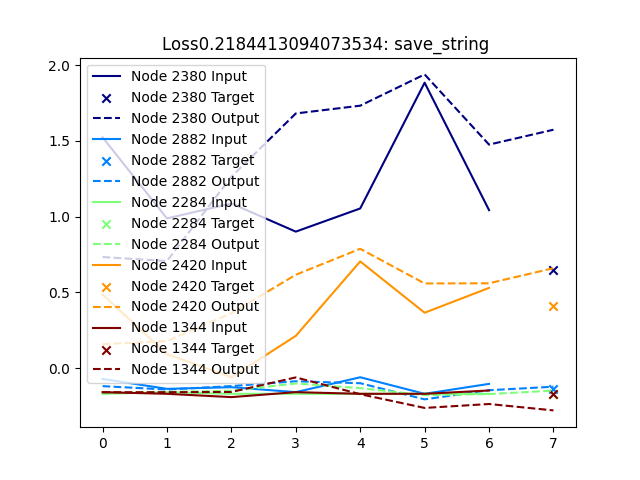 Loss0.2184413094073534: save_string
2.0
1.5
1.0
0.5
0.0
Node 2380 Input
Node 2380 Target
Node 2380 Output
Node 2882 Input
Node 2882 Target
Node 2882 Output
Node 2284 Input
Node 2284 Target
Node 2284 Output
Node 2420 Input
Node 2420 Target
Node 2420 Output
Node 1344 Input
Node 1344 Target
Node 1344 Output
0 1 2 3 4 5 6 7